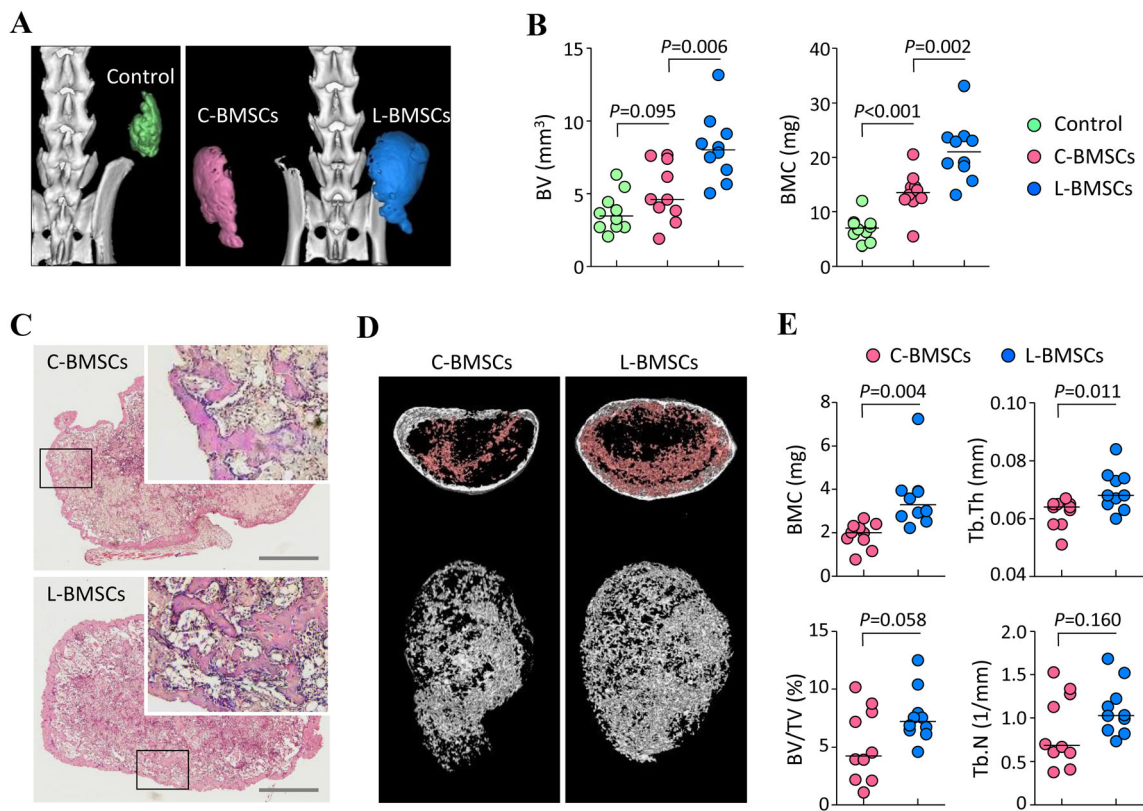 A
Control
C-BMSCs
L-BMSCs
B
P=0.006
P=0.095
BV (mm³)
15
10
5
0
P=0.002
P<0.001
BMC (mg)
40
30
20
10
0
Control
C-BMSCs
L-BMSCs
C
C-BMSCs
L-BMSCs
D
C-BMSCs
L-BMSCs
E
C-BMSCs
L-BMSCs
P=0.004
BMC (mg)
8
6
4
2
0
P=0.011
Tb.Th (mm)
0.10
0.08
0.06
0.04
P=0.058
BV/TV (%)
15
10
5
0
P=0.160
Tb.N (1/mm)
2.0
1.5
1.0
0.5
0